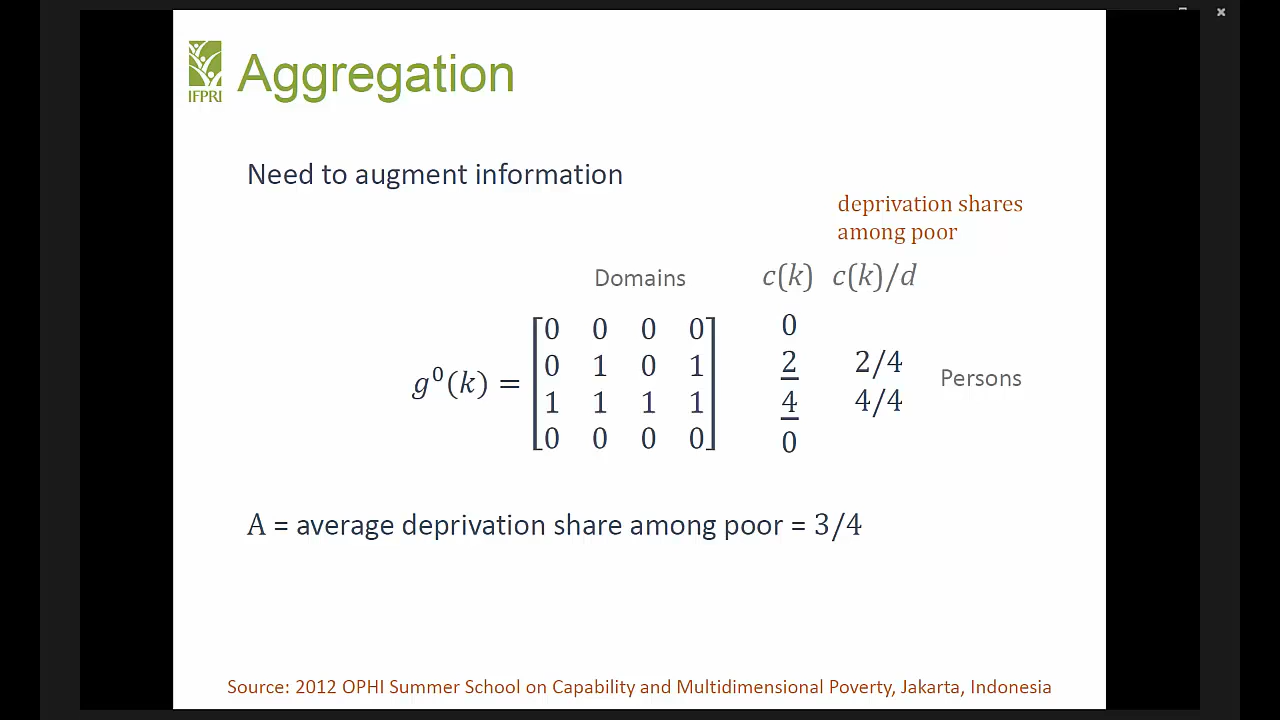 IFPRI
Aggregation
Need to augment information
deprivation shares
among poor
Domains c(k) c(k)/d
g⁰(k) =
0 0 0 0 0
0 1 0 1 2 2/4
1 1 1 1 4 4/4
0 0 0 0 0
Persons
A = average deprivation share among poor = 3/4
Source: 2012 OPHI Summer School on Capability and Multidimensional Poverty, Jakarta, Indonesia